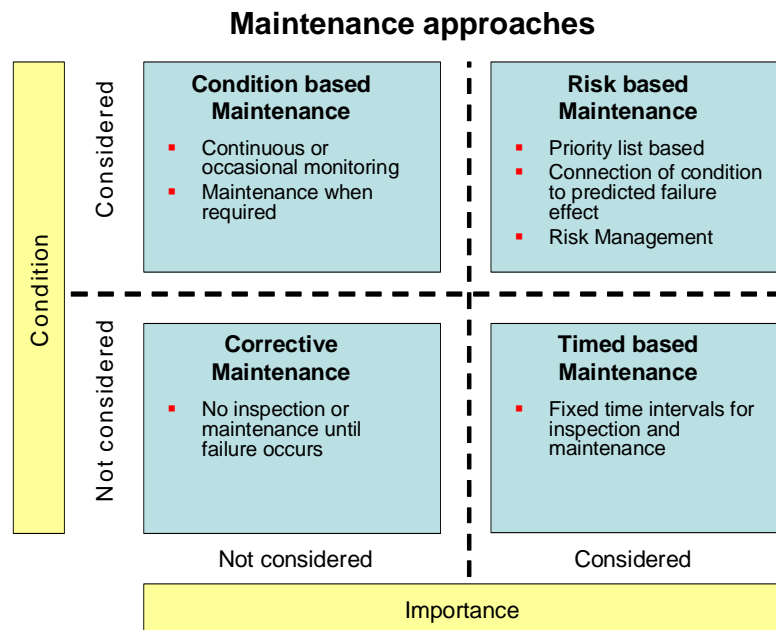 Maintenance approaches
Condition
Considered
Condition based
Maintenance
▪ Continuous or
occasional monitoring
▪ Maintenance when
required
Risk based
Maintenance
▪ Priority list based
▪ Connection of condition
to predicted failure
effect
▪ Risk Management
Not considered
Corrective
Maintenance
▪ No inspection or
maintenance until
failure occurs
Timed based
Maintenance
▪ Fixed time intervals for
inspection and
maintenance
Not considered
Considered
Importance